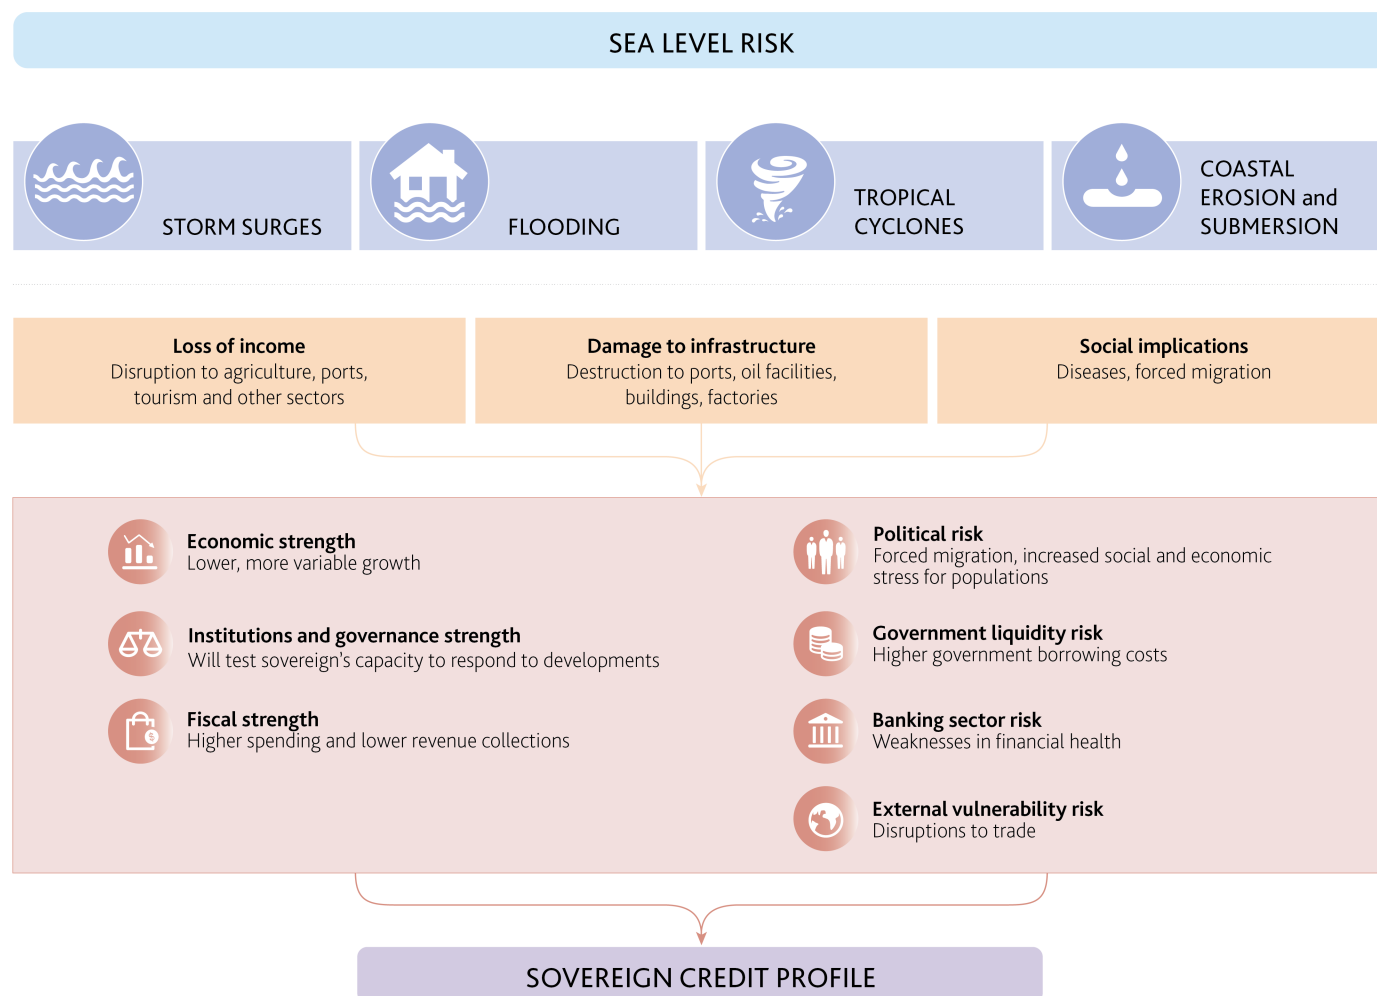 SEA LEVEL RISK
STORM SURGES
FLOODING
TROPICAL
CYCLONES
COASTAL
EROSION and
SUBMERSION
Loss of income
Disruption to agriculture, ports,
tourism and other sectors
Damage to infrastructure
Destruction to ports, oil facilities,
buildings, factories
Social implications
Diseases, forced migration
Economic strength
Lower, more variable growth
Institutions and governance strength
Will test sovereign's capacity to respond to developments
Fiscal strength
$
Higher spending and lower revenue collections
Political risk
Forced migration, increased social and economic
stress for populations
Government liquidity risk
Higher government borrowing costs
Banking sector risk
Weaknesses in financial health
External vulnerability risk
Disruptions to trade
SOVEREIGN CREDIT PROFILE